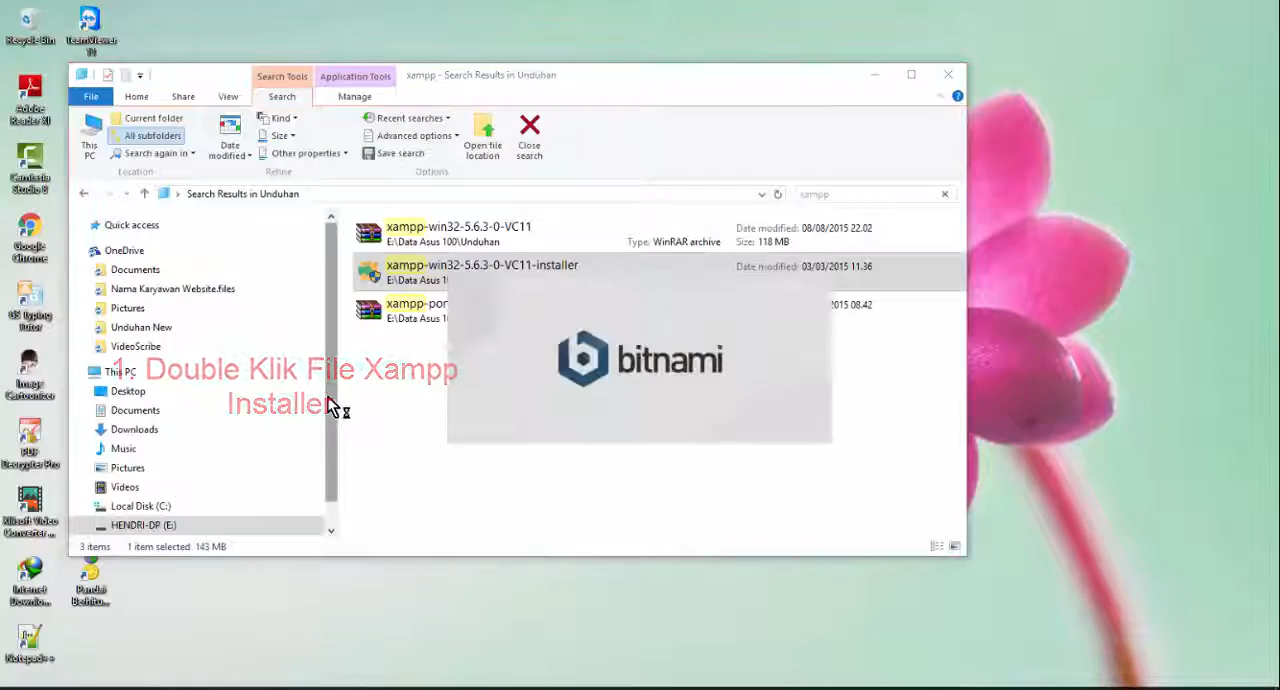 Recycle Bin
TeamViewer
Adobe
Reader XI
Camtasia
Studio 8
Google
Chrome
Image
Cartoonizer
PDF
Decrypter Pro
Xilisoft Video
Converter ...
Internet
Downlo...
Pandai
Berhitu...
Notepad++
Search Tools
Application Tools
xampp - Search Results in Unduhan
File
Home
Share
View
Search
Manage
This
PC
Current folder
All subfolders
Search again in
Location
Date
modified
Kind
Size
Other properties
Refine
Recent searches
Advanced options
Save search
Options
Open file
location
Close
search
Search Results in Unduhan
xampp
Quick access
OneDrive
Documents
Nama Karyawan Website.files
Pictures
Unduhan New
VideoScribe
This PC
Desktop
Documents
Downloads
Music
Pictures
Videos
Local Disk (C:)
HENDRI-DP (E:)
xampp-win32-5.6.3-0-VC11
E:\Data Asus 100\Unduhan
Type: WinRAR archive
Date modified: 08/08/2015 22.02
Size: 118 MB
xampp-win32-5.6.3-0-VC11-installer
E:\Data Asus 1
Date modified: 03/03/2015 11.36
xampp-por
E:\Data Asus 1
2015 08.42
bitnami
1. Double Klik File Xampp
Installer
3 items
1 item selected 143 MB